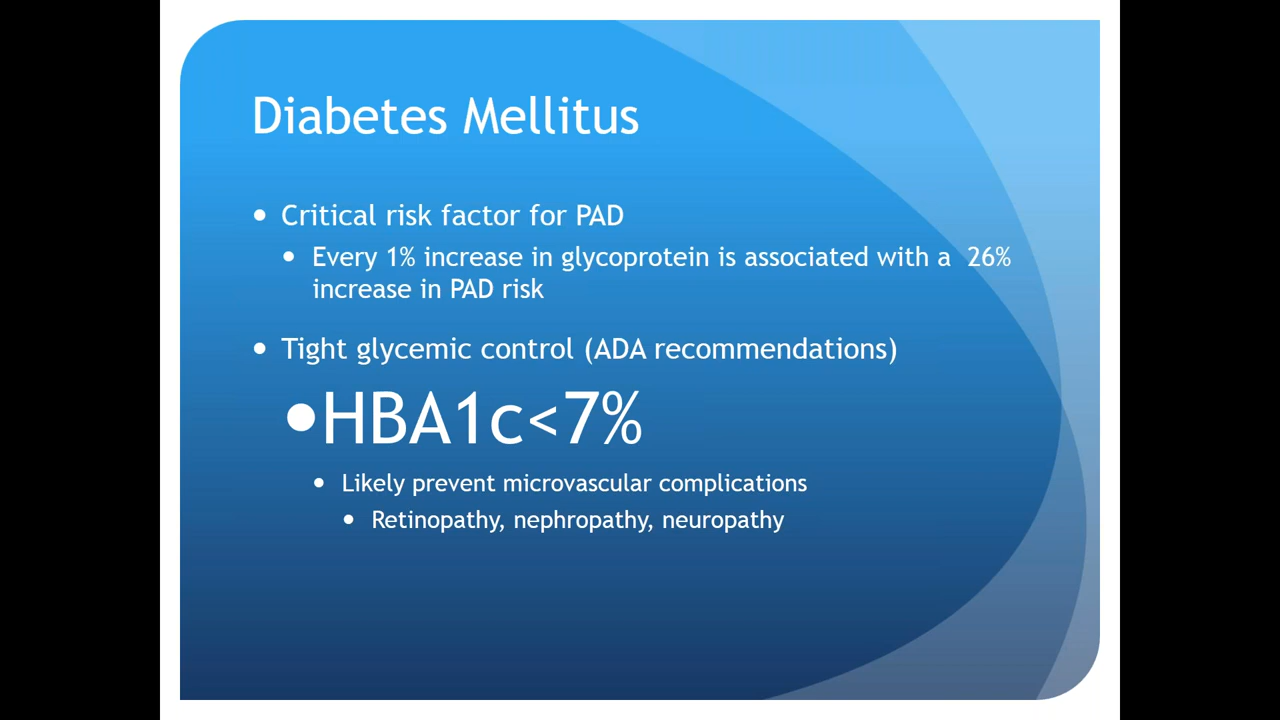 Diabetes Mellitus
• Critical risk factor for PAD
• Every 1% increase in glycoprotein is associated with a 26%
increase in PAD risk
• Tight glycemic control (ADA recommendations)
•HBA1c<7%
• Likely prevent microvascular complications
• Retinopathy, nephropathy, neuropathy